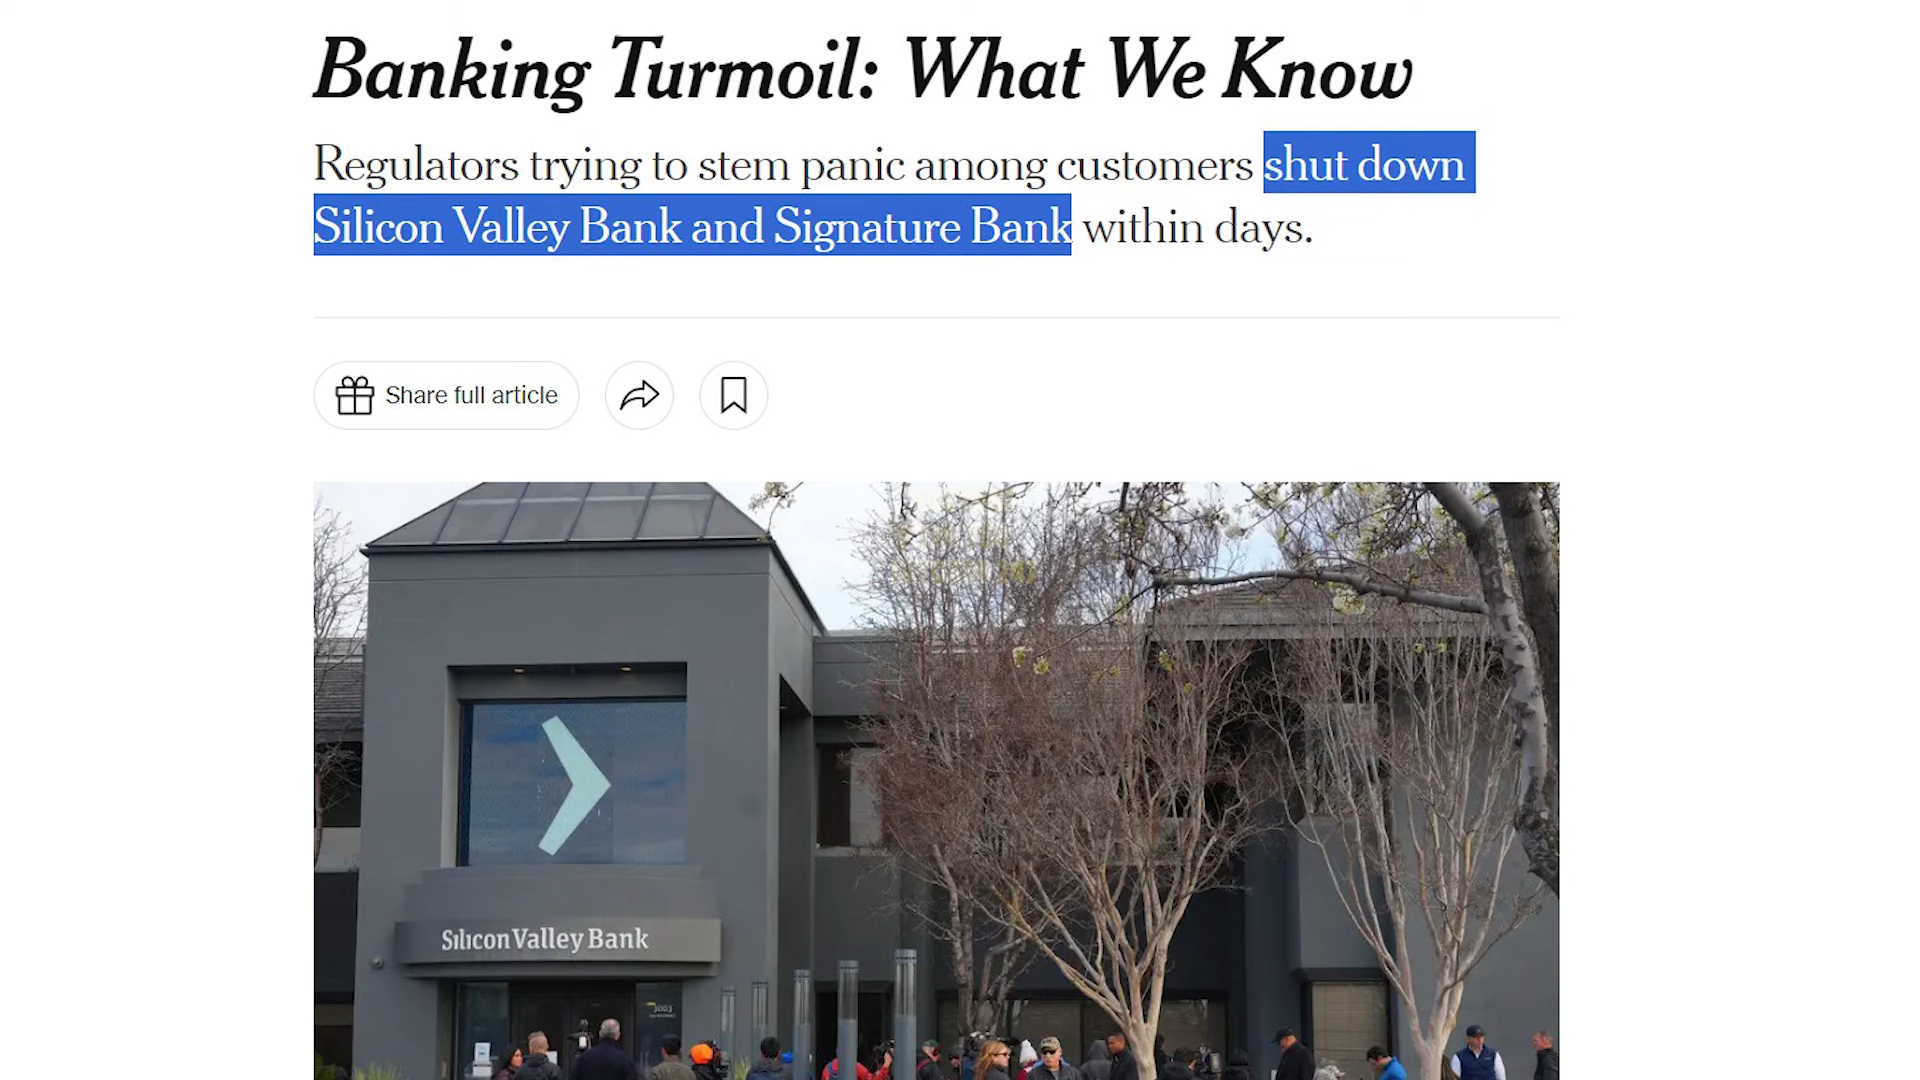 Banking Turmoil: What We Know
Regulators trying to stem panic among customers shut down
Silicon Valley Bank and Signature Bank within days.
Share full article
Silicon Valley Bank
3003